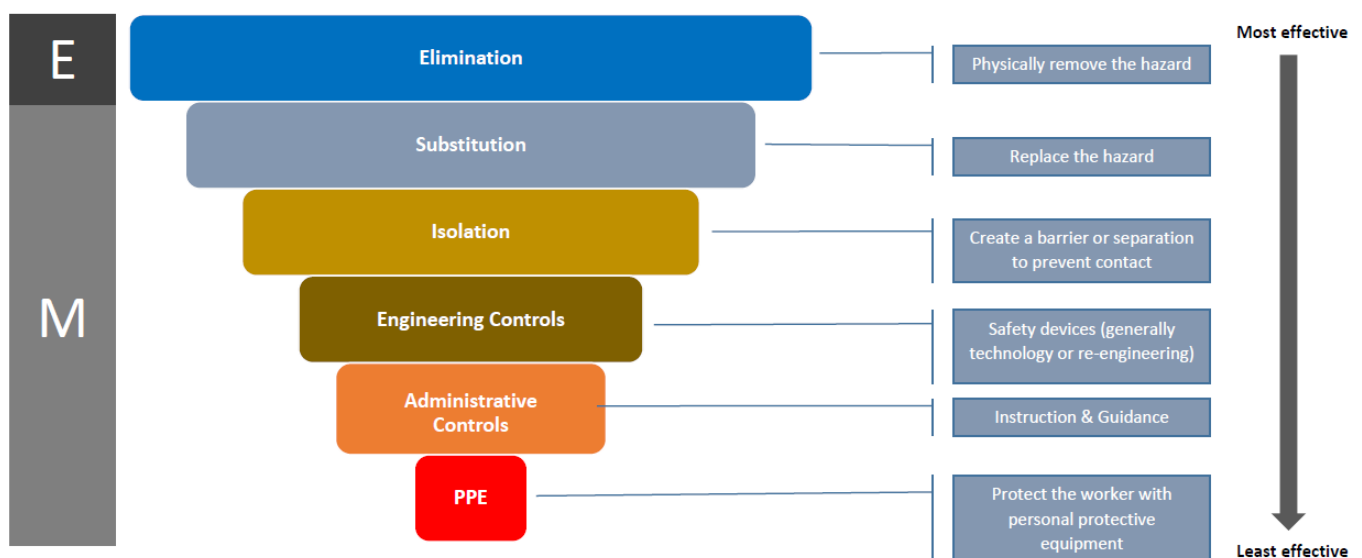 E
Elimination
Physically remove the hazard
Most effective
Substitution
Replace the hazard
Isolation
Create a barrier or separation
to prevent contact
M
Engineering Controls
Safety devices (generally
technology or re-engineering)
Administrative
Controls
Instruction & Guidance
PPE
Protect the worker with
personal protective
equipment
Least effective